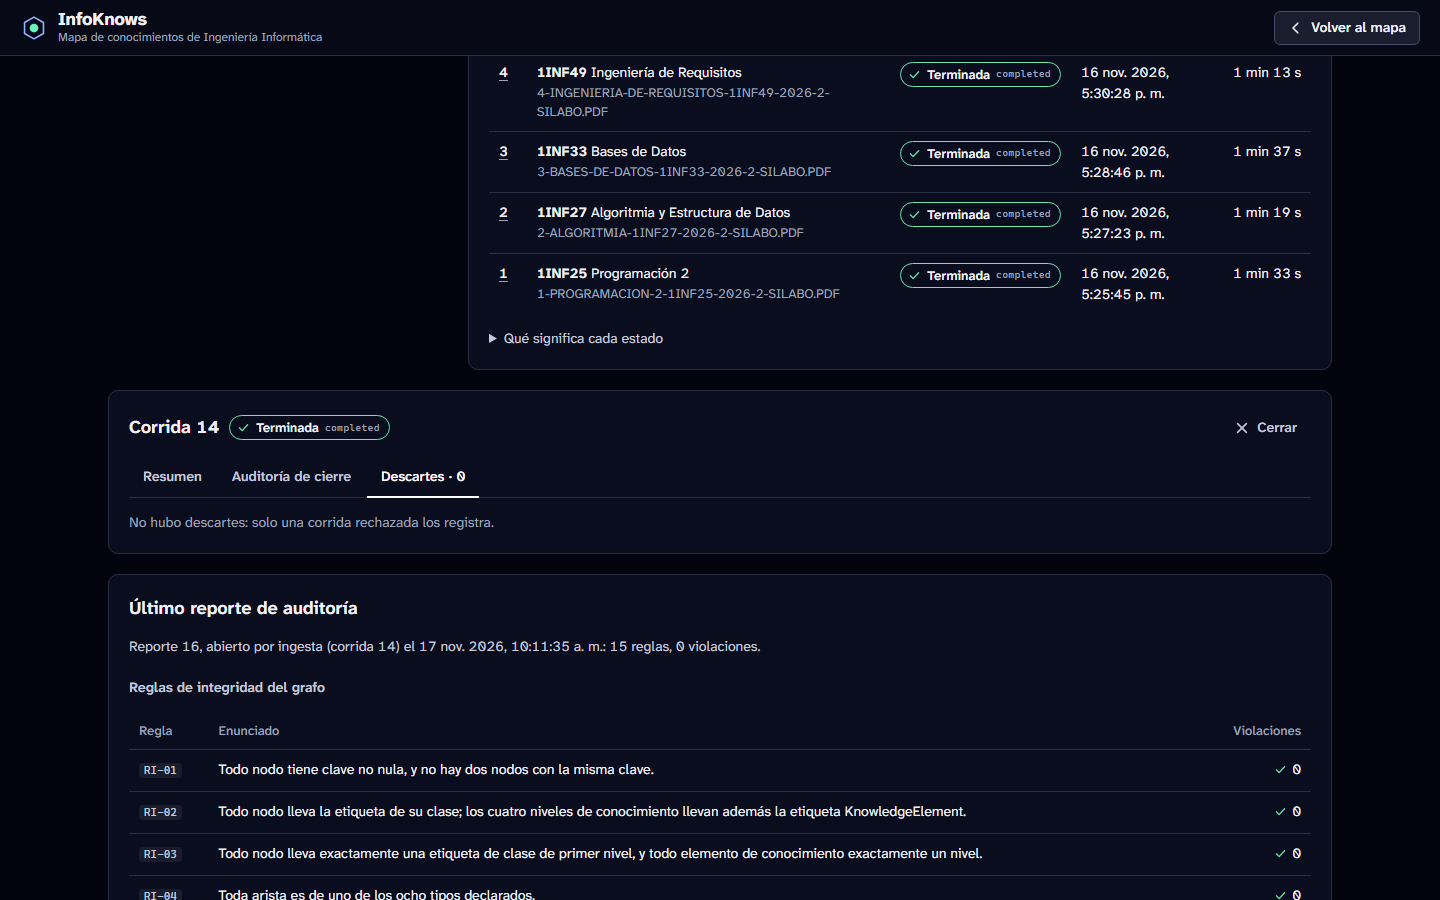 InfoKnows
Mapa de conocimientos de Ingeniería Informática
Volver al mapa
4 1INF49 Ingeniería de Requisitos Terminada completed 16 nov. 2026, 1 min 13 s
4-INGENIERIA-DE-REQUISITOS-1INF49-2026-2- 5:30:28 p. m.
SILABO.PDF
3 1INF33 Bases de Datos Terminada completed 16 nov. 2026, 1 min 37 s
3-BASES-DE-DATOS-1INF33-2026-2-SILABO.PDF 5:28:46 p. m.
2 1INF27 Algoritmia y Estructura de Datos Terminada completed 16 nov. 2026, 1 min 19 s
2-ALGORITMIA-1INF27-2026-2-SILABO.PDF 5:27:23 p. m.
1 1INF25 Programación 2 Terminada completed 16 nov. 2026, 1 min 33 s
1-PROGRAMACION-2-1INF25-2026-2-SILABO.PDF 5:25:45 p. m.
Qué significa cada estado
Corrida 14 Terminada completed Cerrar
Resumen Auditoría de cierre Descartes · 0
No hubo descartes: solo una corrida rechazada los registra.
Último reporte de auditoría
Reporte 16, abierto por ingesta (corrida 14) el 17 nov. 2026, 10:11:35 a. m.: 15 reglas, 0 violaciones.
Reglas de integridad del grafo
Regla Enunciado Violaciones
RI-01 Todo nodo tiene clave no nula, y no hay dos nodos con la misma clave. 0
RI-02 Todo nodo lleva la etiqueta de su clase; los cuatro niveles de conocimiento llevan además la etiqueta KnowledgeElement. 0
RI-03 Todo nodo lleva exactamente una etiqueta de clase de primer nivel, y todo elemento de conocimiento exactamente un nivel. 0
RI-04 Toda arista es de uno de los ocho tipos declarados. 0